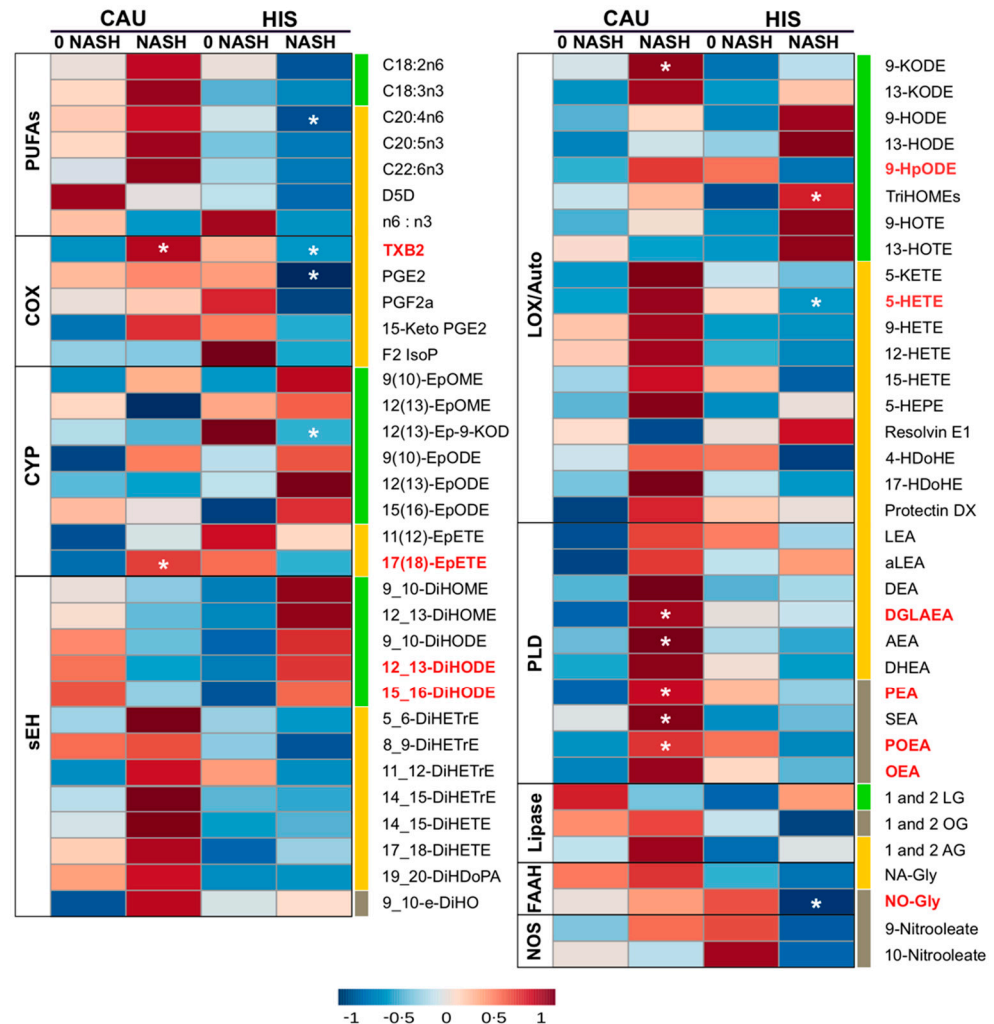 CAU HIS
0 NASH NASH 0 NASH NASH
PUFAs
C18:2n6
C18:3n3
C20:4n6
*
C20:5n3
C22:6n3
D5D
n6 : n3
COX
TXB2
* *
PGE2
*
PGF2a
15-Keto PGE2
F2 IsoP
CYP
9(10)-EpOME
12(13)-EpOME
12(13)-Ep-9-KOD
*
9(10)-EpODE
12(13)-EpODE
15(16)-EpODE
11(12)-EpETE
17(18)-EpETE
*
sEH
9_10-DiHOME
12_13-DiHOME
9_10-DiHODE
12_13-DiHODE
15_16-DiHODE
5_6-DiHETrE
8_9-DiHETrE
11_12-DiHETrE
14_15-DiHETrE
14_15-DiHETE
17_18-DiHETE
19_20-DiHDoPA
9_10-e-DiHO
CAU HIS
0 NASH NASH 0 NASH NASH
LOX/Auto
9-KODE
*
13-KODE
9-HODE
13-HODE
9-HpODE
TriHOMEs
*
9-HOTE
13-HOTE
5-KETE
5-HETE
*
9-HETE
12-HETE
15-HETE
5-HEPE
Resolvin E1
4-HDoHE
17-HDoHE
Protectin DX
PLD
LEA
aLEA
DEA
DGLAEA
*
AEA
*
DHEA
PEA
*
SEA
*
POEA
*
OEA
Lipase
1 and 2 LG
1 and 2 OG
1 and 2 AG
FAAH
NA-Gly
NO-Gly
*
NOS
9-Nitrooleate
10-Nitrooleate
-1 -0·5 0 0·5 1